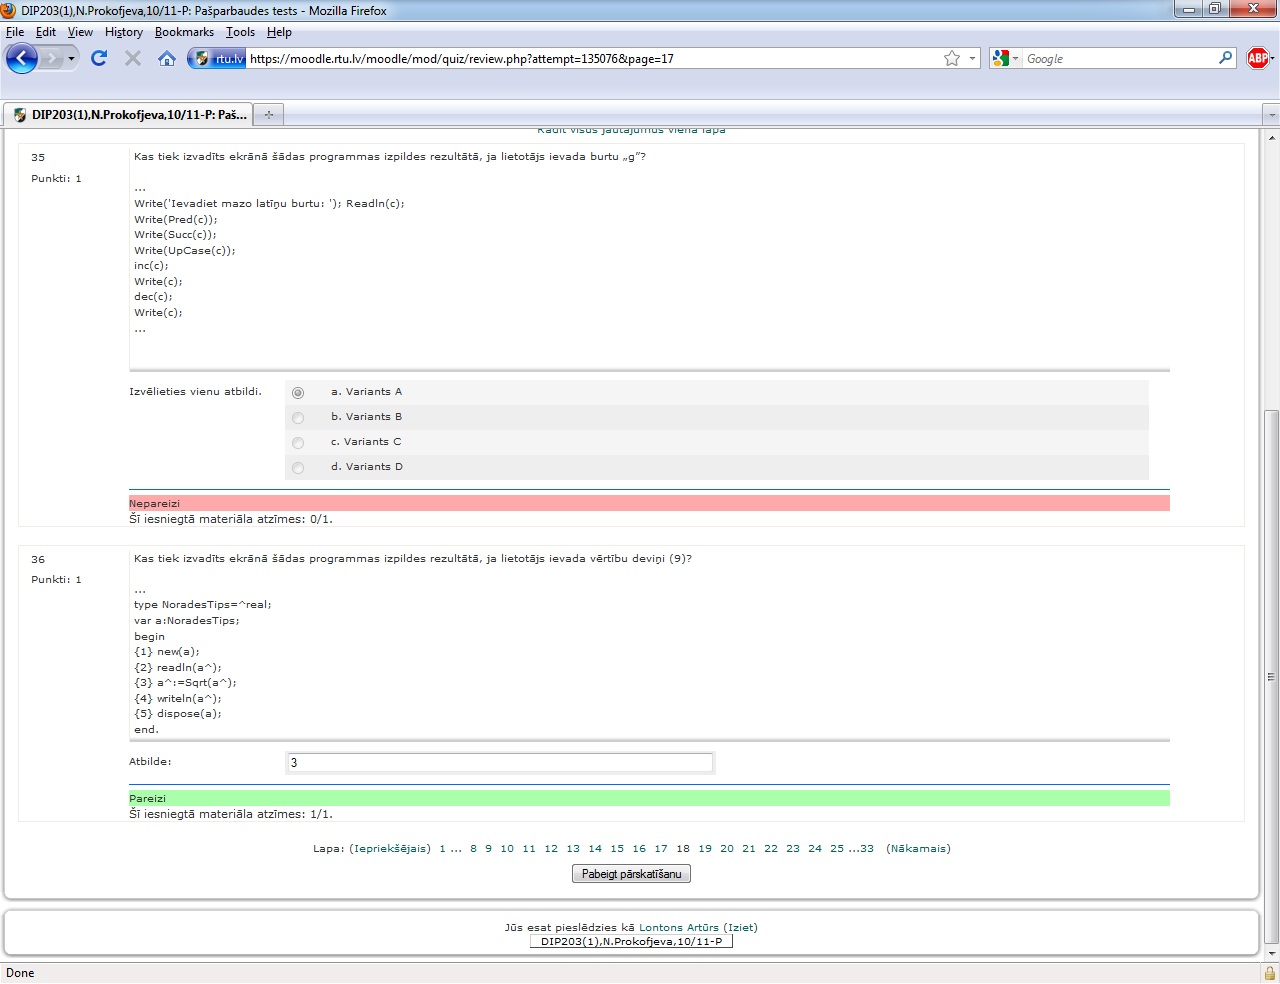 DIP203(1),N.Prokofjeva,10/11-P: Pašparbaudes tests - Mozilla Firefox
File Edit View History Bookmarks Tools Help
rtu.lv https://moodle.rtu.lv/moodle/mod/quiz/review.php?attempt=135076&page=17
Google
ABP
DIP203(1),N.Prokofjeva,10/11-P: Paš...
Rādīt visus jautājumus vienā lapā
35
Kas tiek izvadīts ekrānā šādas programmas izpildes rezultātā, ja lietotājs ievada burtu „g”?
Punkti: 1
...
Write('Ievadiet mazo latīņu burtu: '); Readln(c);
Write(Pred(c));
Write(Succ(c));
Write(UpCase(c));
inc(c);
Write(c);
dec(c);
Write(c);
...
Izvēlieties vienu atbildi.
a. Variants A
b. Variants B
c. Variants C
d. Variants D
Nepareizi
Šī iesniegtā materiāla atzīmes: 0/1.
36
Kas tiek izvadīts ekrānā šādas programmas izpildes rezultātā, ja lietotājs ievada vērtību deviņi (9)?
Punkti: 1
...
type NoradesTips=^real;
var a:NoradesTips;
begin
{1} new(a);
{2} readln(a^);
{3} a^:=Sqrt(a^);
{4} writeln(a^);
{5} dispose(a);
end.
Atbilde: 3
Pareizi
Šī iesniegtā materiāla atzīmes: 1/1.
Lapa: (Iepriekšējais) 1 ... 8 9 10 11 12 13 14 15 16 17 18 19 20 21 22 23 24 25 ...33 (Nākamais)
Pabeigt pārskatīšanu
Jūs esat pieslēdzies kā Lontons Artūrs (Iziet)
DIP203(1),N.Prokofjeva,10/11-P
Done